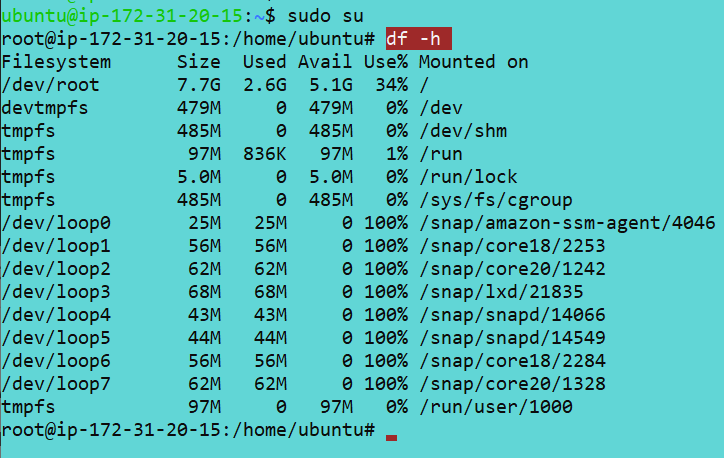 ubuntu@ip-172-31-20-15:~$ sudo su
root@ip-172-31-20-15:/home/ubuntu# df -h
Filesystem      Size  Used Avail Use% Mounted on
/dev/root       7.7G  2.6G  5.1G  34% /
devtmpfs        479M     0  479M   0% /dev
tmpfs           485M     0  485M   0% /dev/shm
tmpfs            97M  836K   97M   1% /run
tmpfs           5.0M     0  5.0M   0% /run/lock
tmpfs           485M     0  485M   0% /sys/fs/cgroup
/dev/loop0       25M   25M     0 100% /snap/amazon-ssm-agent/4046
/dev/loop1       56M   56M     0 100% /snap/core18/2253
/dev/loop2       62M   62M     0 100% /snap/core20/1242
/dev/loop3       68M   68M     0 100% /snap/lxd/21835
/dev/loop4       43M   43M     0 100% /snap/snapd/14066
/dev/loop5       44M   44M     0 100% /snap/snapd/14549
/dev/loop6       56M   56M     0 100% /snap/core18/2284
/dev/loop7       62M   62M     0 100% /snap/core20/1328
tmpfs            97M     0   97M   0% /run/user/1000
root@ip-172-31-20-15:/home/ubuntu#